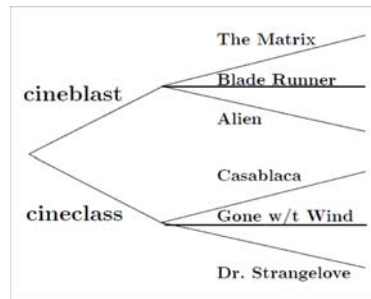 The Matrix
Blade Runner
cineblast
Alien
Casablaca
cineclass
Gone w/t Wind
Dr. Strangelove